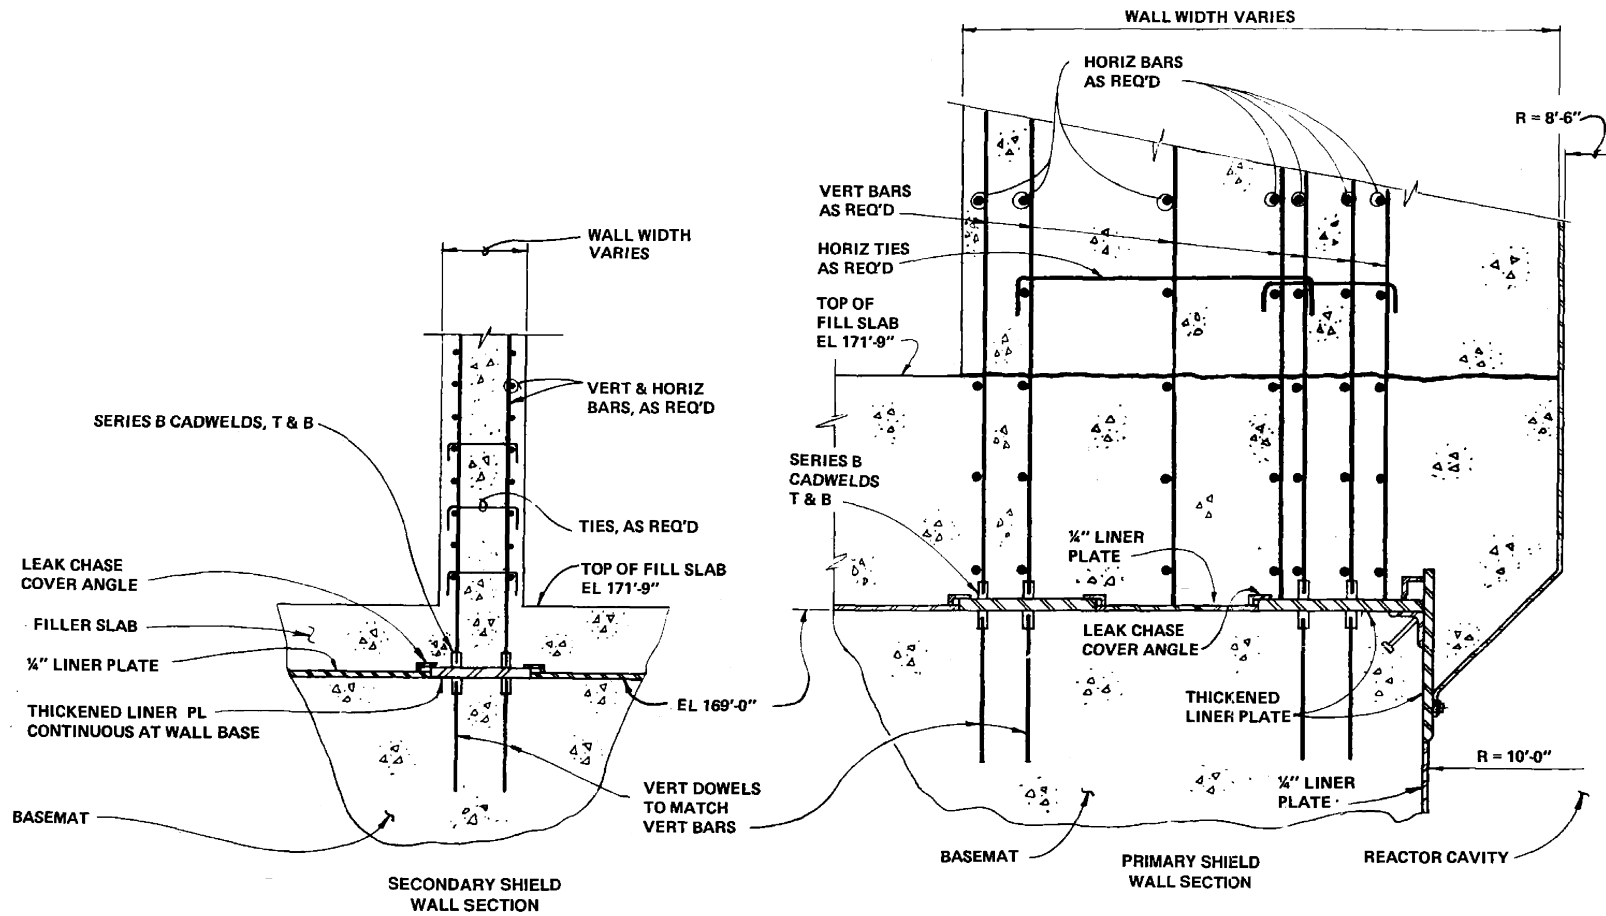 WALL WIDTH
VARIES
VERT & HORIZ
BARS, AS REQ'D
SERIES B CADWELDS, T & B
TIES, AS REQ'D
LEAK CHASE
COVER ANGLE
TOP OF FILL SLAB
EL 171'-9"
FILLER SLAB
¼" LINER PLATE
THICKENED LINER PL
CONTINUOUS AT WALL BASE
EL 169'-0"
VERT DOWELS
TO MATCH
VERT BARS
BASEMAT
SECONDARY SHIELD
WALL SECTION
WALL WIDTH VARIES
HORIZ BARS
AS REQ'D
R = 8'-6"
VERT BARS
AS REQ'D
HORIZ TIES
AS REQ'D
TOP OF
FILL SLAB
EL 171'-9"
SERIES B
CADWELDS
T & B
¼" LINER
PLATE
LEAK CHASE
COVER ANGLE
THICKENED
LINER PLATE
R = 10'-0"
¼" LINER
PLATE
BASEMAT
PRIMARY SHIELD
WALL SECTION
REACTOR CAVITY